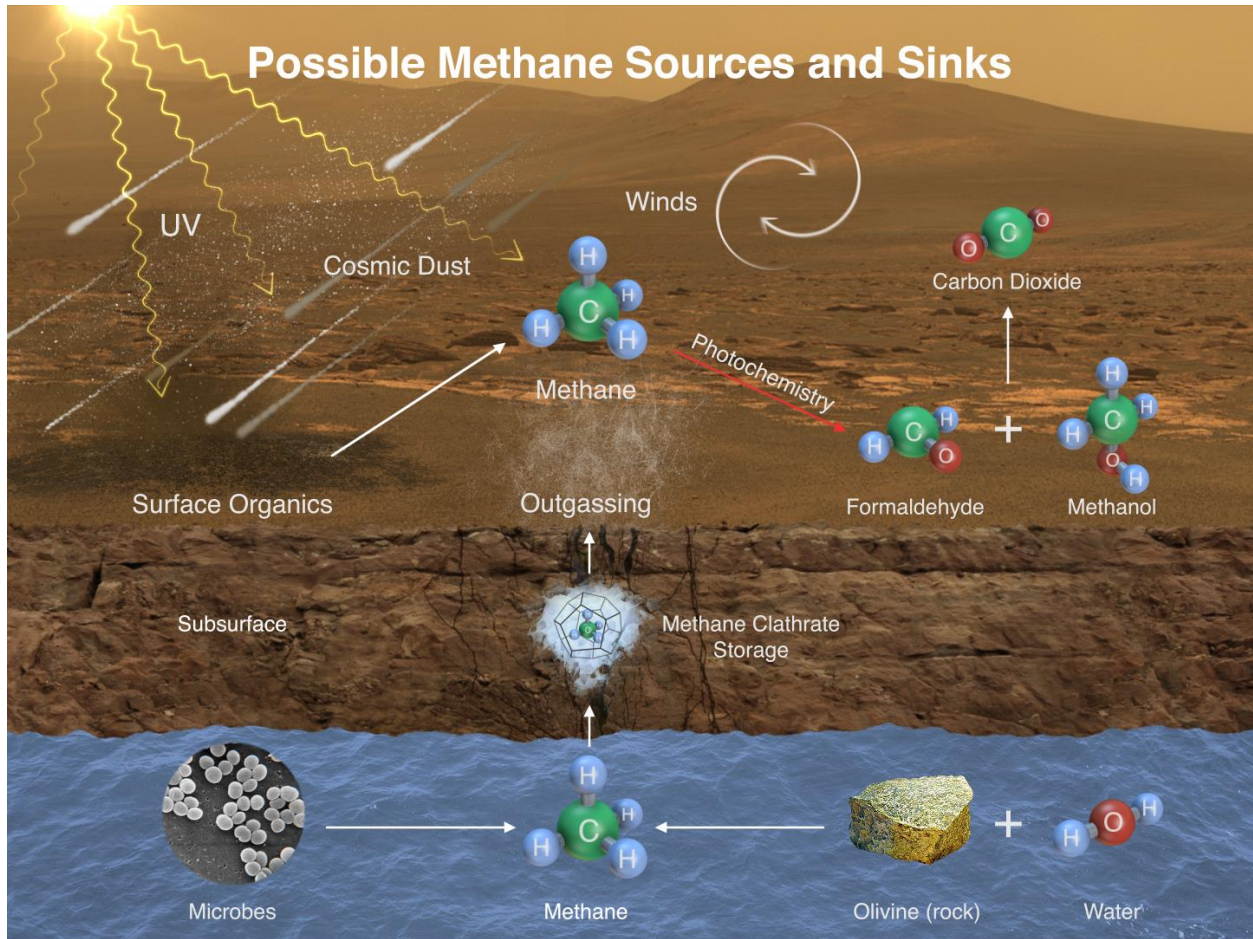 Possible Methane Sources and Sinks
UV
Cosmic Dust
Winds
H
H
H
H
C
Methane
O
C
O
Carbon Dioxide
Photochemistry
H
C
H
O
Formaldehyde
+
H
C
H
H
O
H
Methanol
Surface Organics
Outgassing
Subsurface
C
Methane Clathrate
Storage
Microbes
H
H
H
H
C
Methane
Olivine (rock)
+
H
O
H
Water